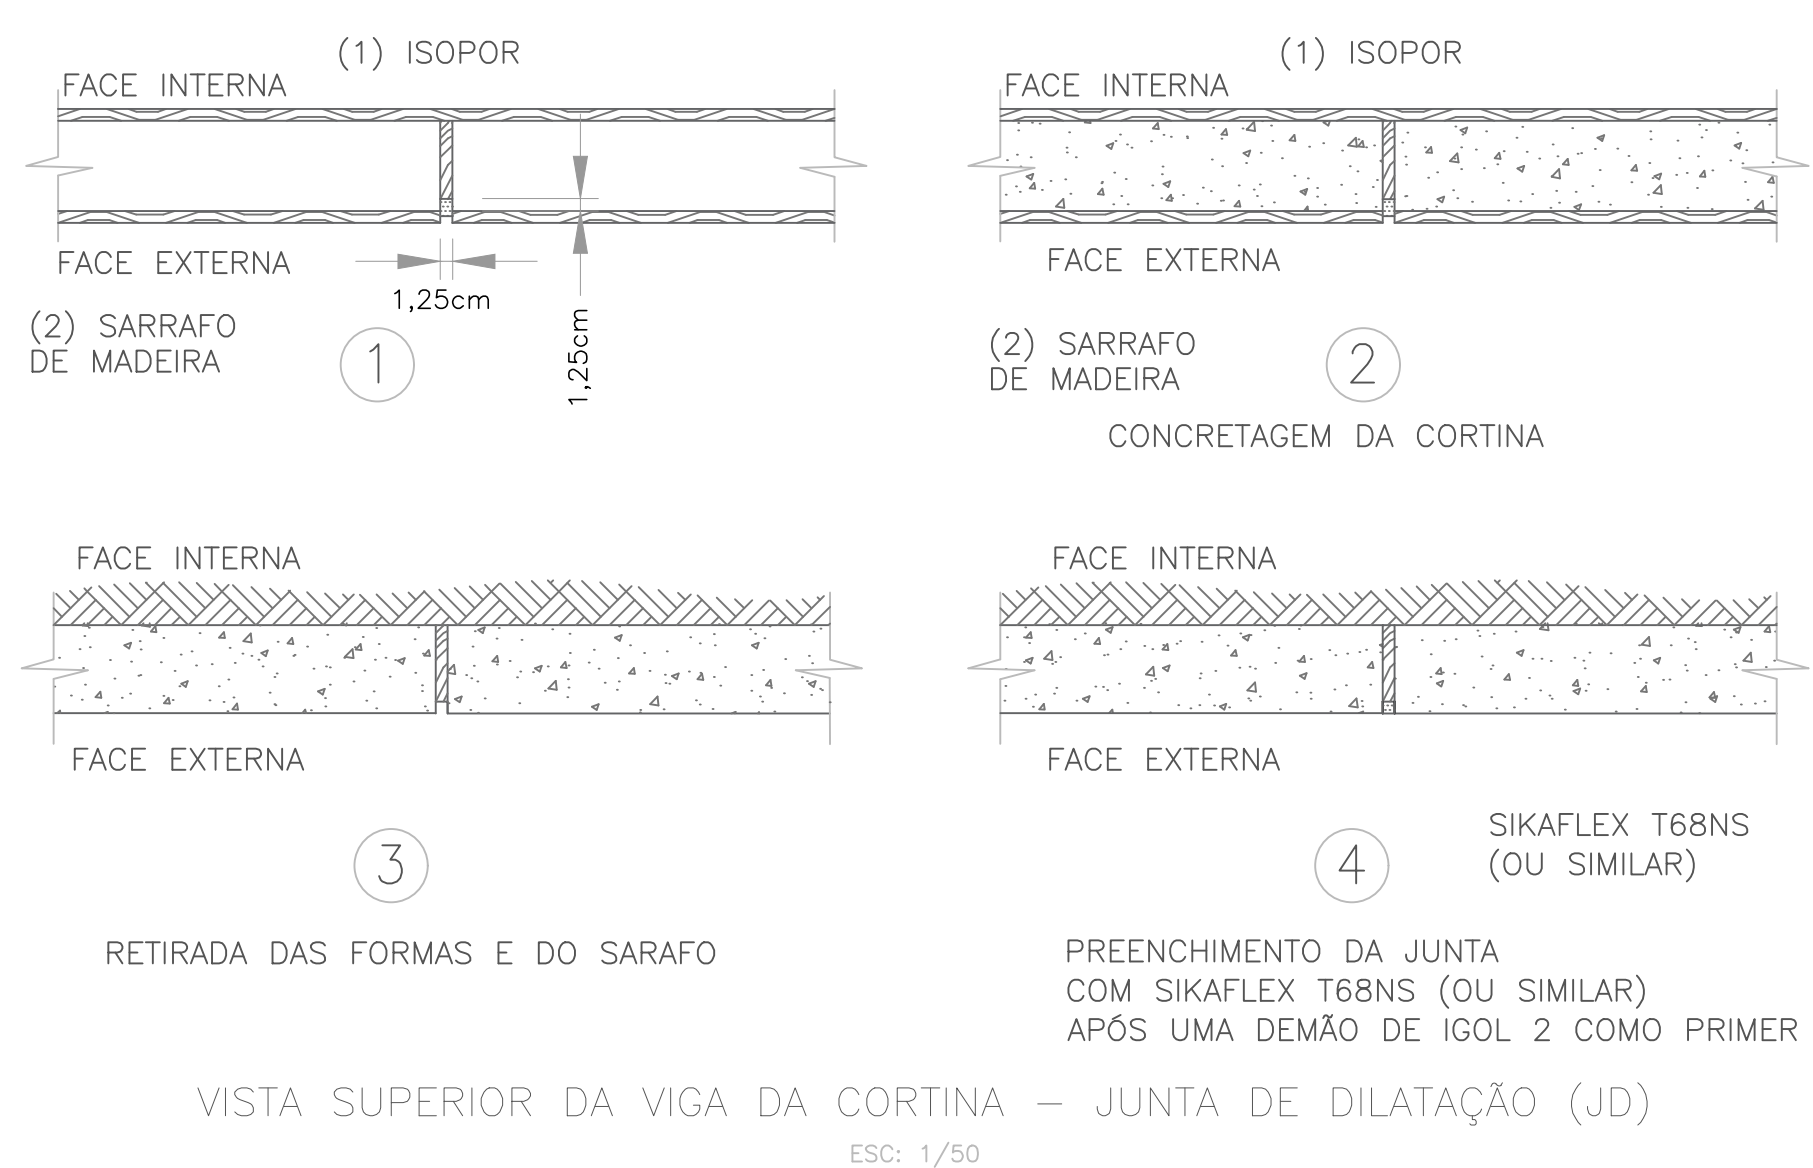 (1) ISOPOR
FACE INTERNA
FACE EXTERNA
1,25cm
1,25cm
(2) SARRAFO
DE MADEIRA
1
(1) ISOPOR
FACE INTERNA
FACE EXTERNA
(2) SARRAFO
DE MADEIRA
2
CONCRETAGEM DA CORTINA
FACE INTERNA
FACE EXTERNA
3
RETIRADA DAS FORMAS E DO SARAFO
FACE INTERNA
FACE EXTERNA
SIKAFLEX T68NS
(OU SIMILAR)
4
PREENCHIMENTO DA JUNTA
COM SIKAFLEX T68NS (OU SIMILAR)
APÓS UMA DEMÃO DE IGOL 2 COMO PRIMER
VISTA SUPERIOR DA VIGA DA CORTINA – JUNTA DE DILATAÇÃO (JD)
ESC: 1/50